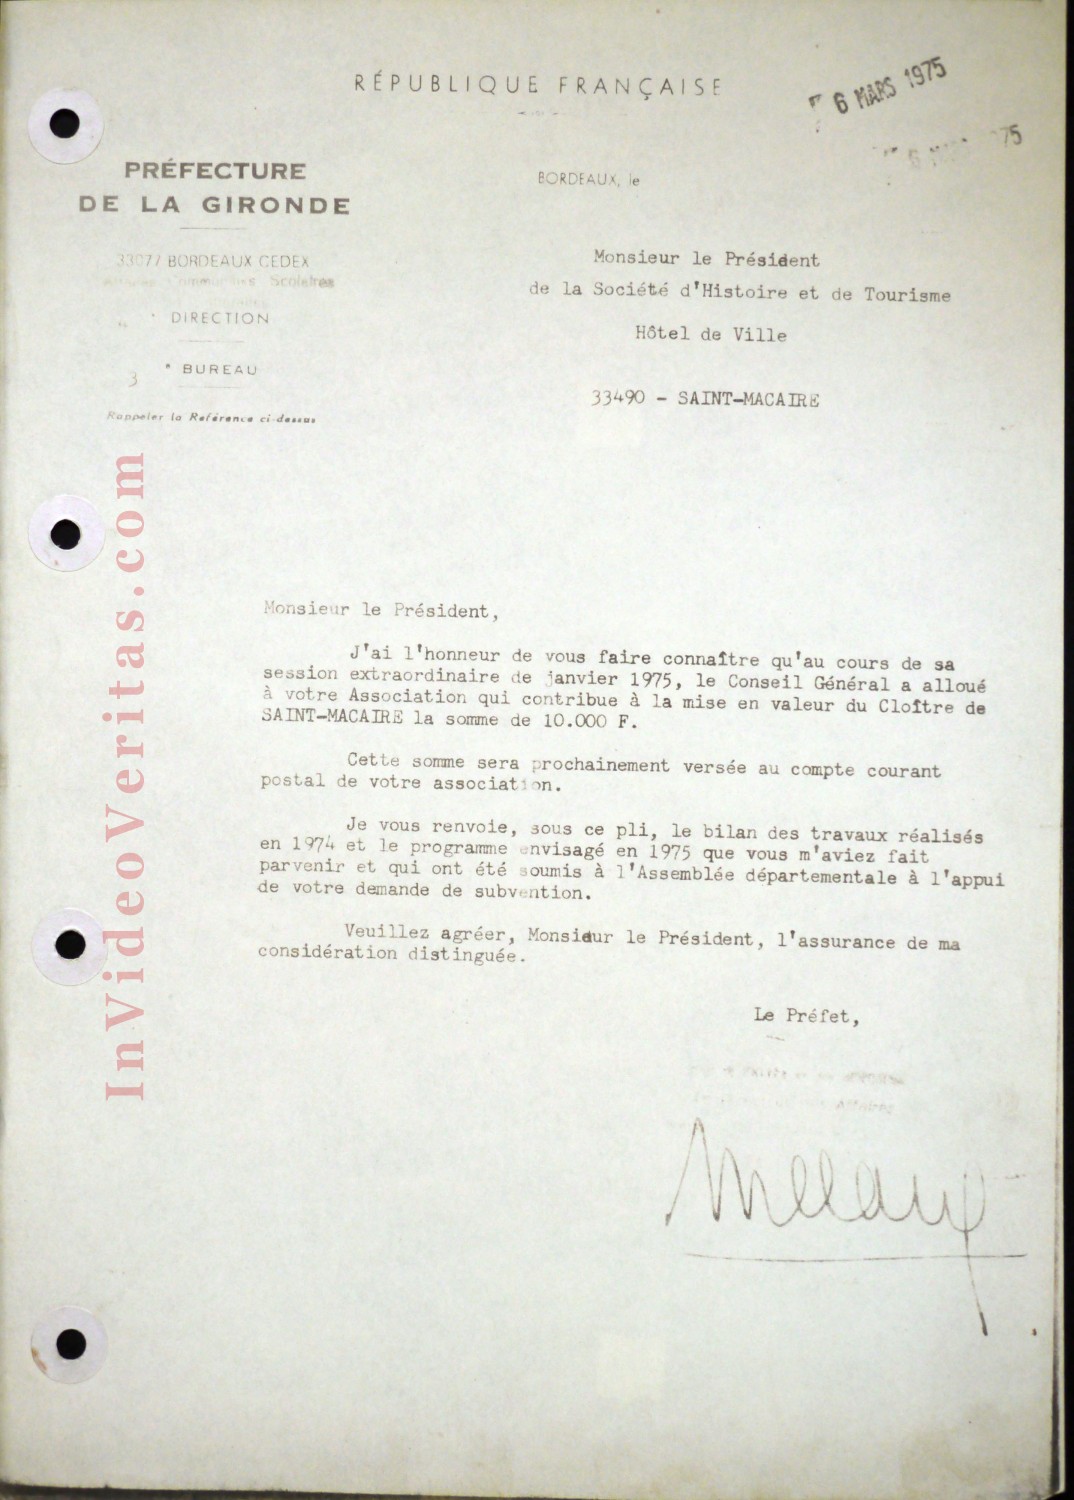 RÉPUBLIQUE FRANÇAISE
6 MARS 1975
75
PRÉFECTURE
DE LA GIRONDE
BORDEAUX, le
33077 BORDEAUX CEDEX
Scolaires
DIRECTION
3 ° BUREAU
Rappeler la Référence ci-dessus
Monsieur le Président
de la Société d'Histoire et de Tourisme
Hôtel de Ville
33490 - SAINT-MACAIRE
Monsieur le Président,
J'ai l'honneur de vous faire connaître qu'au cours de sa
session extraordinaire de janvier 1975, le Conseil Général a alloué
à votre Association qui contribue à la mise en valeur du Cloître de
SAINT-MACAIRE la somme de 10.000 F.
Cette somme sera prochainement versée au compte courant
postal de votre association.
Je vous renvoie, sous ce pli, le bilan des travaux réalisés
en 1974 et le programme envisagé en 1975 que vous m'aviez fait
parvenir et qui ont été soumis à l'Assemblée départementale à l'appui
de votre demande de subvention.
Veuillez agréer, Monsieur le Président, l'assurance de ma
considération distinguée.
Le Préfet,
InVideoVeritas.com